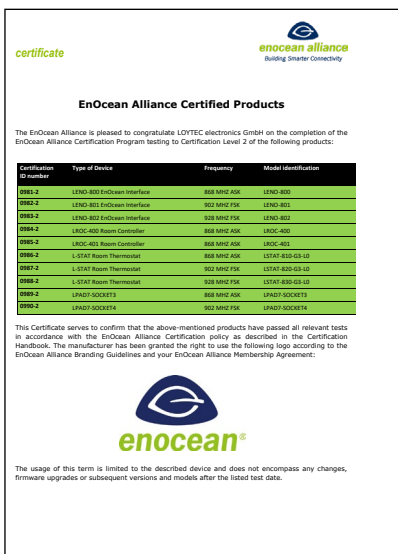 certificate
enocean alliance
Building Smarter Connectivity
EnOcean Alliance Certified Products
The EnOcean Alliance is pleased to congratulate LOYTEC electronics GmbH on the completion of the
EnOcean Alliance Certification Program testing to Certification Level 2 of the following products:
Certification ID number Type of Device Frequency Model identification
0981-2 LENO-800 EnOcean Interface 868 MHZ ASK LENO-800
0982-2 LENO-801 EnOcean Interface 902 MHZ FSK LENO-801
0983-2 LENO-802 EnOcean Interface 928 MHZ FSK LENO-802
0984-2 LROC-400 Room Controller 868 MHZ ASK LROC-400
0985-2 LROC-401 Room Controller 868 MHZ ASK LROC-401
0986-2 L-STAT Room Thermostat 868 MHZ ASK LSTAT-810-G3-L0
0987-2 L-STAT Room Thermostat 902 MHZ FSK LSTAT-820-G3-L0
0988-2 L-STAT Room Thermostat 928 MHZ FSK LSTAT-830-G3-L0
0989-2 LPAD7-SOCKET3 868 MHZ ASK LPAD7-SOCKET3
0990-2 LPAD7-SOCKET4 902 MHZ FSK LPAD7-SOCKET4
This Certificate serves to confirm that the above-mentioned products have passed all relevant tests
in accordance with the EnOcean Alliance Certification policy as described in the Certification
Handbook. The manufacturer has been granted the right to use the following logo according to the
EnOcean Alliance Branding Guidelines and your EnOcean Alliance Membership Agreement:
enocean®
The usage of this term is limited to the described device and does not encompass any changes,
firmware upgrades or subsequent versions and models after the listed test date.